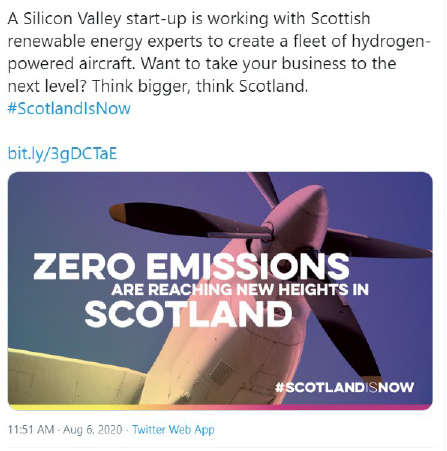 A Silicon Valley start-up is working with Scottish
renewable energy experts to create a fleet of hydrogen-
powered aircraft. Want to take your business to the
next level? Think bigger, think Scotland.
#ScotlandIsNow
bit.ly/3gDCTaE
ZERO EMISSIONS
ARE REACHING NEW HEIGHTS IN
SCOTLAND
#SCOTLANDISNOW
11:51 AM · Aug 6, 2020 · Twitter Web App